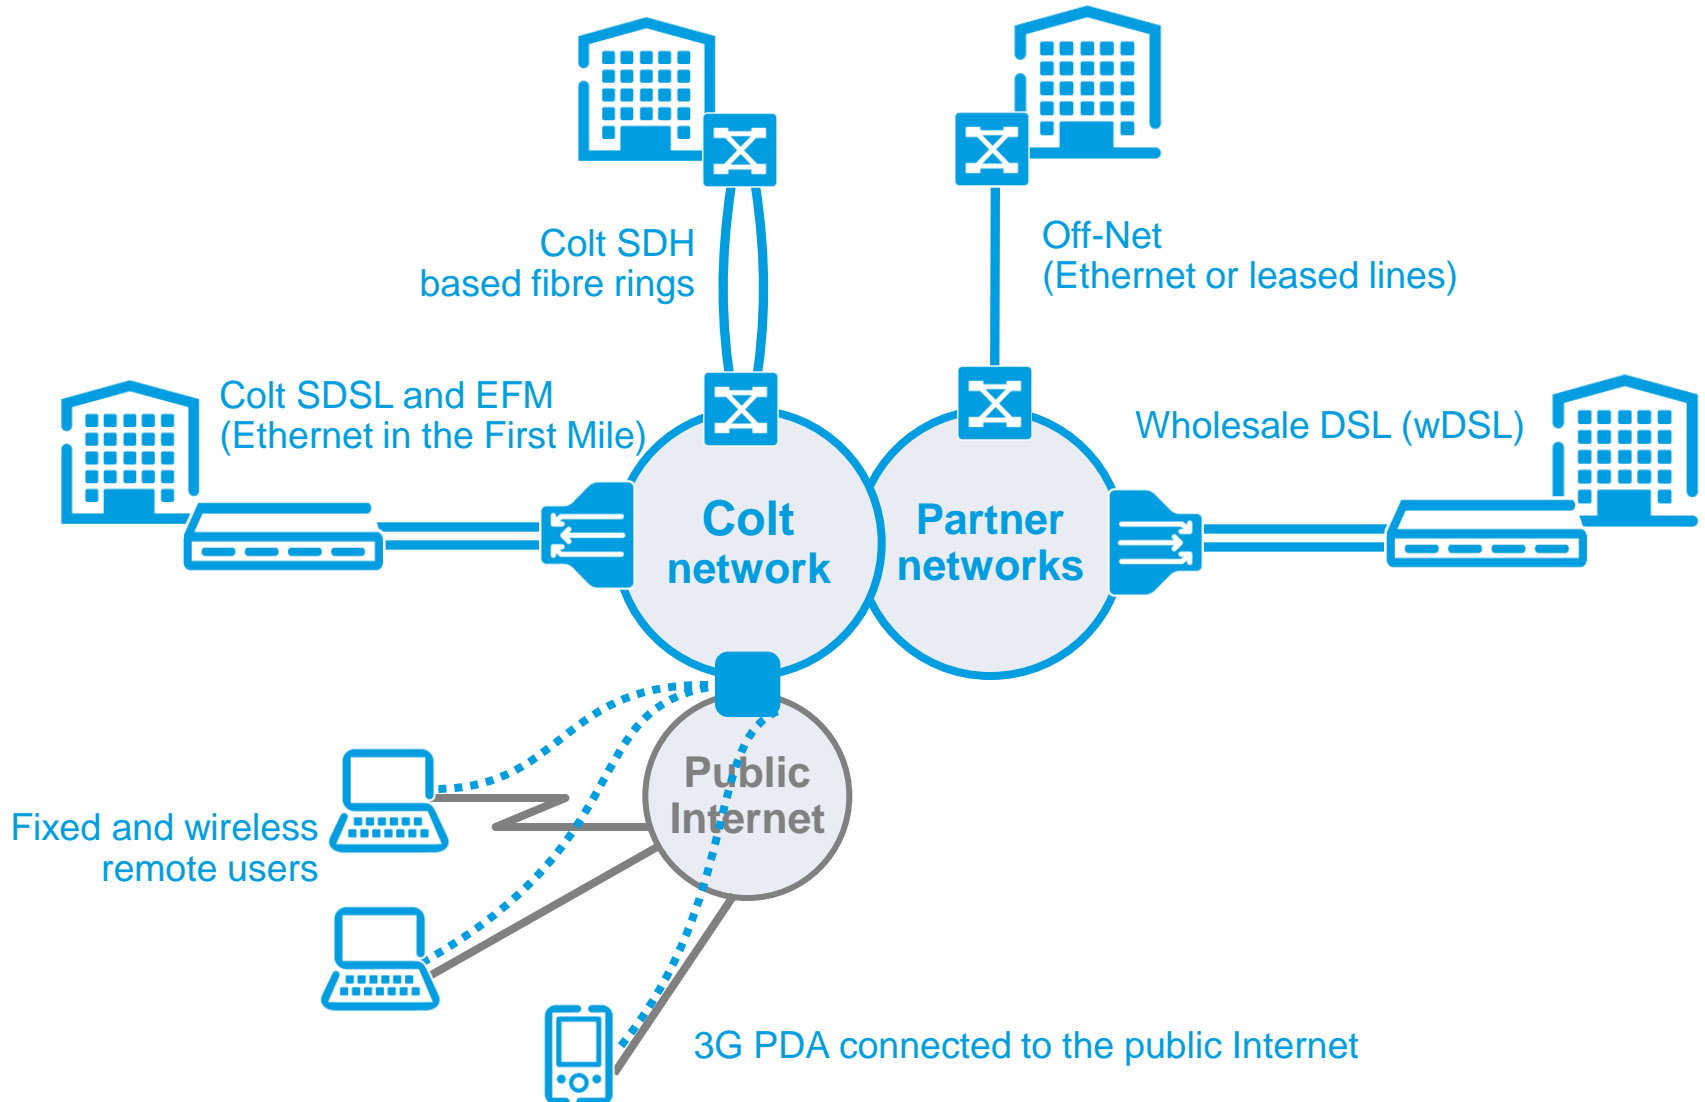 Colt SDH
based fibre rings
Off-Net
(Ethernet or leased lines)
Colt SDSL and EFM
(Ethernet in the First Mile)
Wholesale DSL (wDSL)
Colt
network
Partner
networks
Public
Internet
Fixed and wireless
remote users
3G PDA connected to the public Internet